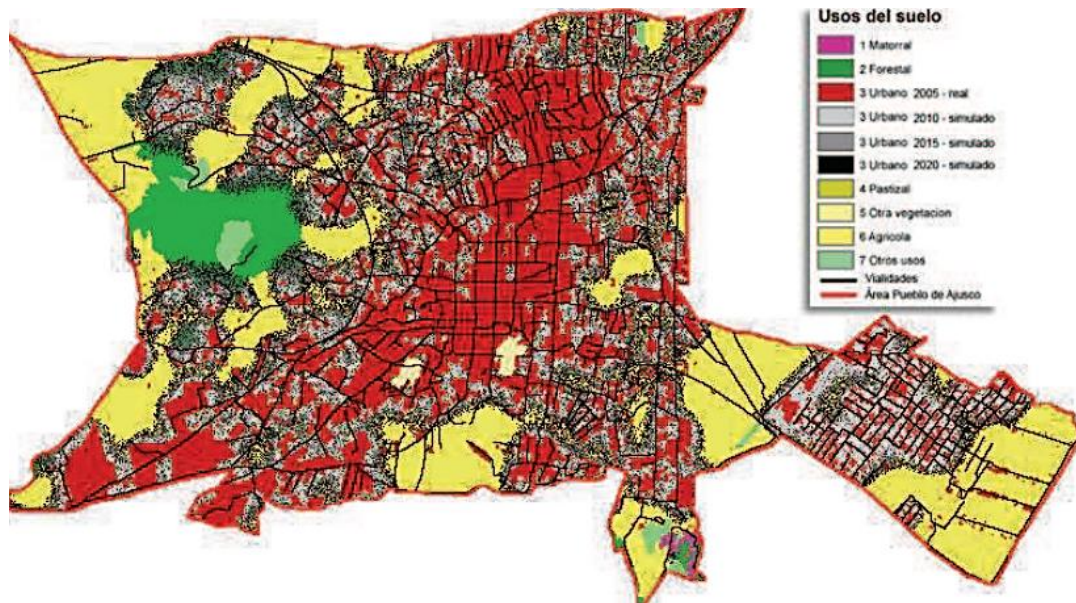 Usos del suelo
1 Matorral
2 Forestal
3 Urbano 2005 - real
3 Urbano 2010 - simulado
3 Urbano 2015 - simulado
3 Urbano 2020 - simulado
4 Pastizal
5 Otra vegetacion
6 Agricola
7 Otros usos
Vialidades
Área Pueblo de Ajusco